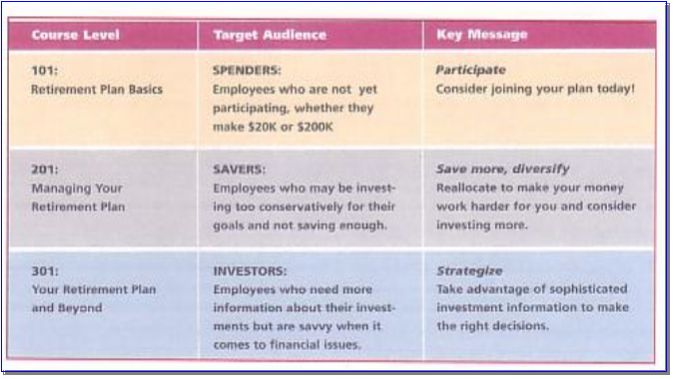 Course Level
Target Audience
Key Message
101:
Retirement Plan Basics
SPENDERS:
Employees who are not yet
participating, whether they
make $20K or $200K
Participate
Consider joining your plan today!
201:
Managing Your
Retirement Plan
SAVERS:
Employees who may be invest-
ing too conservatively for their
goals and not saving enough.
Save more, diversify
Reallocate to make your money
work harder for you and consider
investing more.
301:
Your Retirement Plan
and Beyond
INVESTORS:
Employees who need more
information about their invest-
ments but are savvy when it
comes to financial issues.
Strategize
Take advantage of sophisticated
investment information to make
the right decisions.